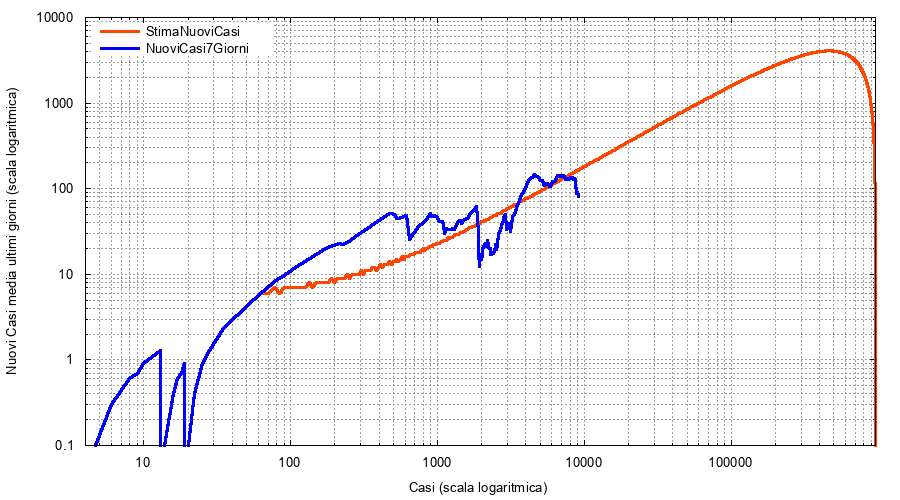 10000
StimaNuoviCasi
NuoviCasi7Giorni
1000
100
10
1
0.1
Nuovi Casi media ultimi giorni (scala logaritmica)
10
100
1000
10000
100000
Casi (scala logaritmica)